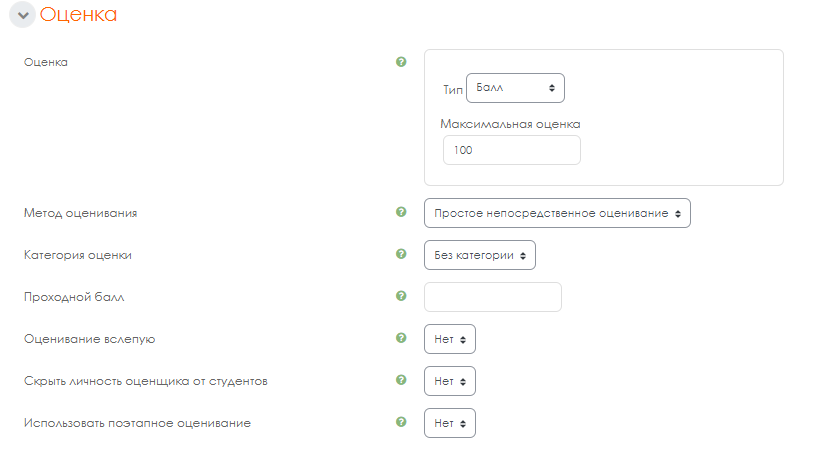 Оценка
Оценка
Тип Балл
Максимальная оценка
100
Метод оценивания Простое непосредственное оценивание
Категория оценки Без категории
Проходной балл
Оценивание вслепую Нет
Скрыть личность оценщика от студентов Нет
Использовать поэтапное оценивание Нет